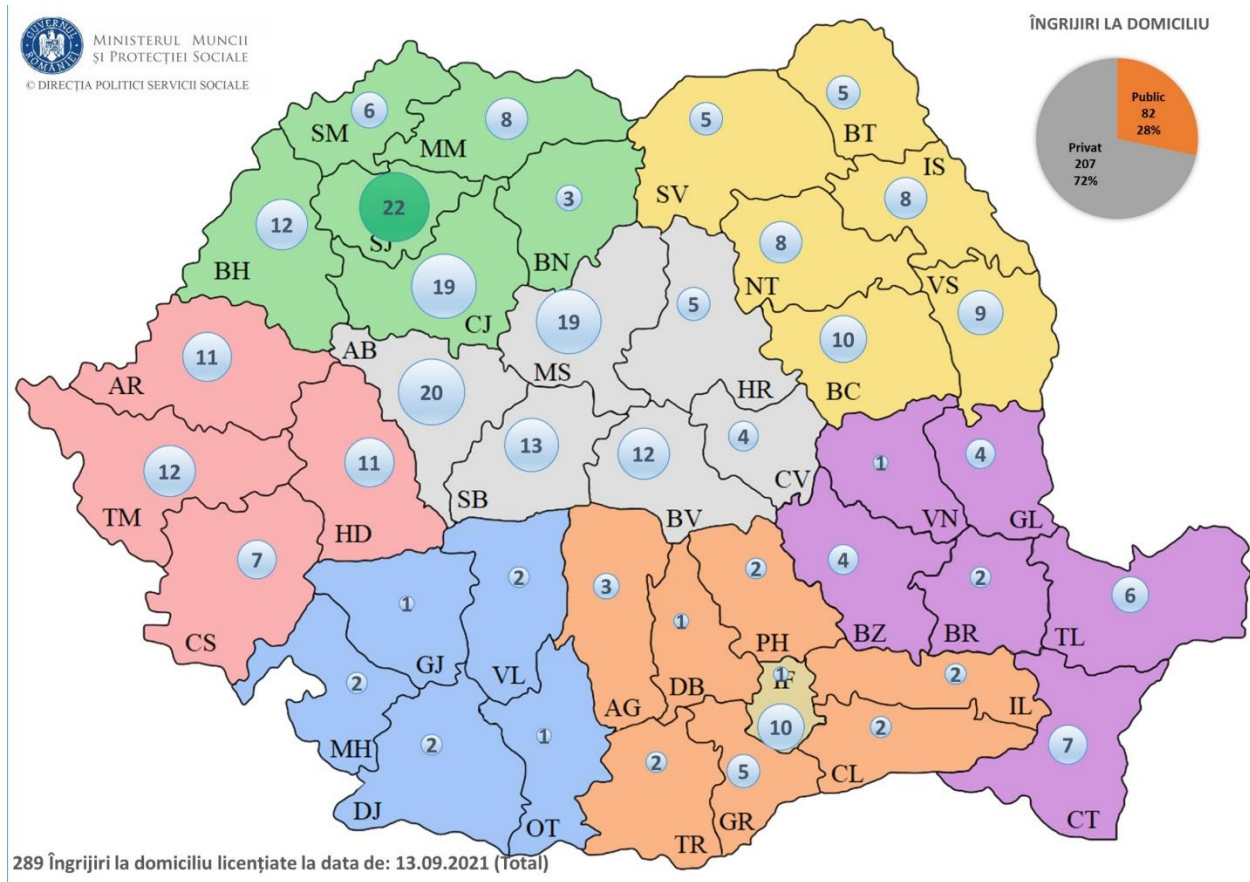 GUVERNUL ROMÂNIEI
MINISTERUL MUNCII
ȘI PROTECȚIEI SOCIALE
© DIRECȚIA POLITICI SERVICII SOCIALE
ÎNGRIJIRI LA DOMICILIU
Public
82
28%
Privat
207
72%
6
SM
8
MM
5
SV
5
BT
IS
8
22
SJ
3
BN
12
BH
19
CJ
8
NT
VS
9
19
MS
5
HR
10
BC
11
AR
AB
20
13
SB
12
BV
4
CV
12
TM
11
HD
7
CS
1
VN
4
GL
4
BZ
2
BR
6
TL
1
GJ
2
VL
3
AG
1
DB
2
PH
1
IF
10
2
IL
2
MH
2
DJ
1
OT
2
TR
5
GR
2
CL
7
CT
289 Îngrijiri la domiciliu licențiate la data de: 13.09.2021 (Total)